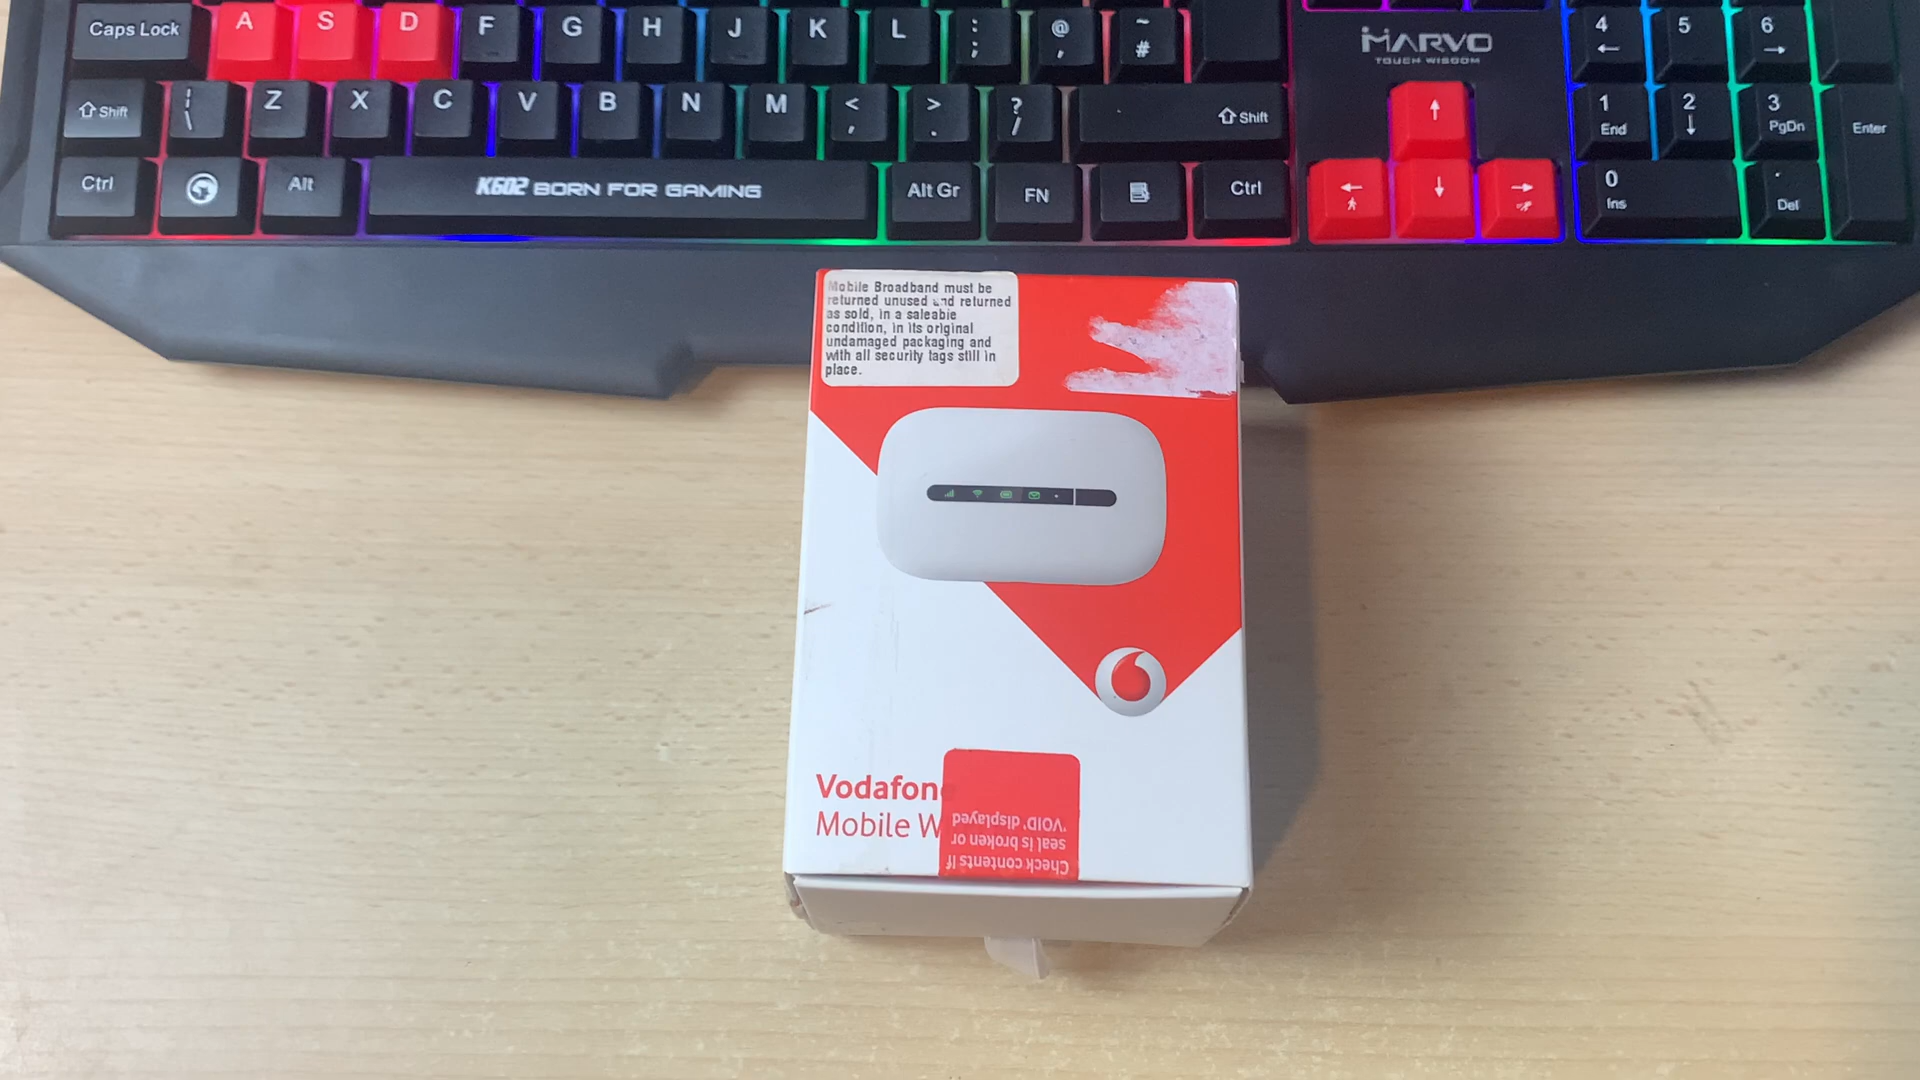 Caps Lock A S D F G H J K L : ; @ , ~ #
MARVO
TOUCH WISDOM
4 5 6
Shift | \ Z X C V B N M < , > . ? / Shift
1 End 2 3 PgDn Enter
Ctrl Alt K602 BORN FOR GAMING Alt Gr FN Ctrl
0 Ins . Del
Mobile Broadband must be
returned unused and returned
as sold, in a saleable
condition, in its original
undamaged packaging and
with all security tags still in
place.
Vodafon
Mobile W
Check contents if
seal is broken or
'VOID' displayed